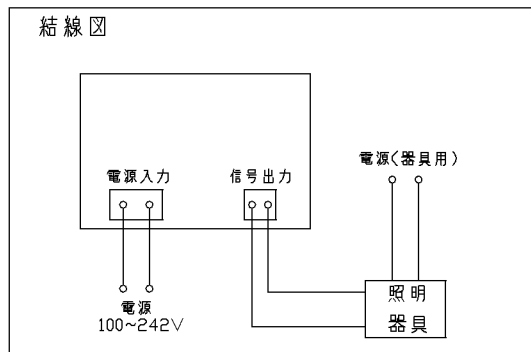 結線図
電源入力
信号出力
電源(器具用)
電源
100~242V
照明
器具